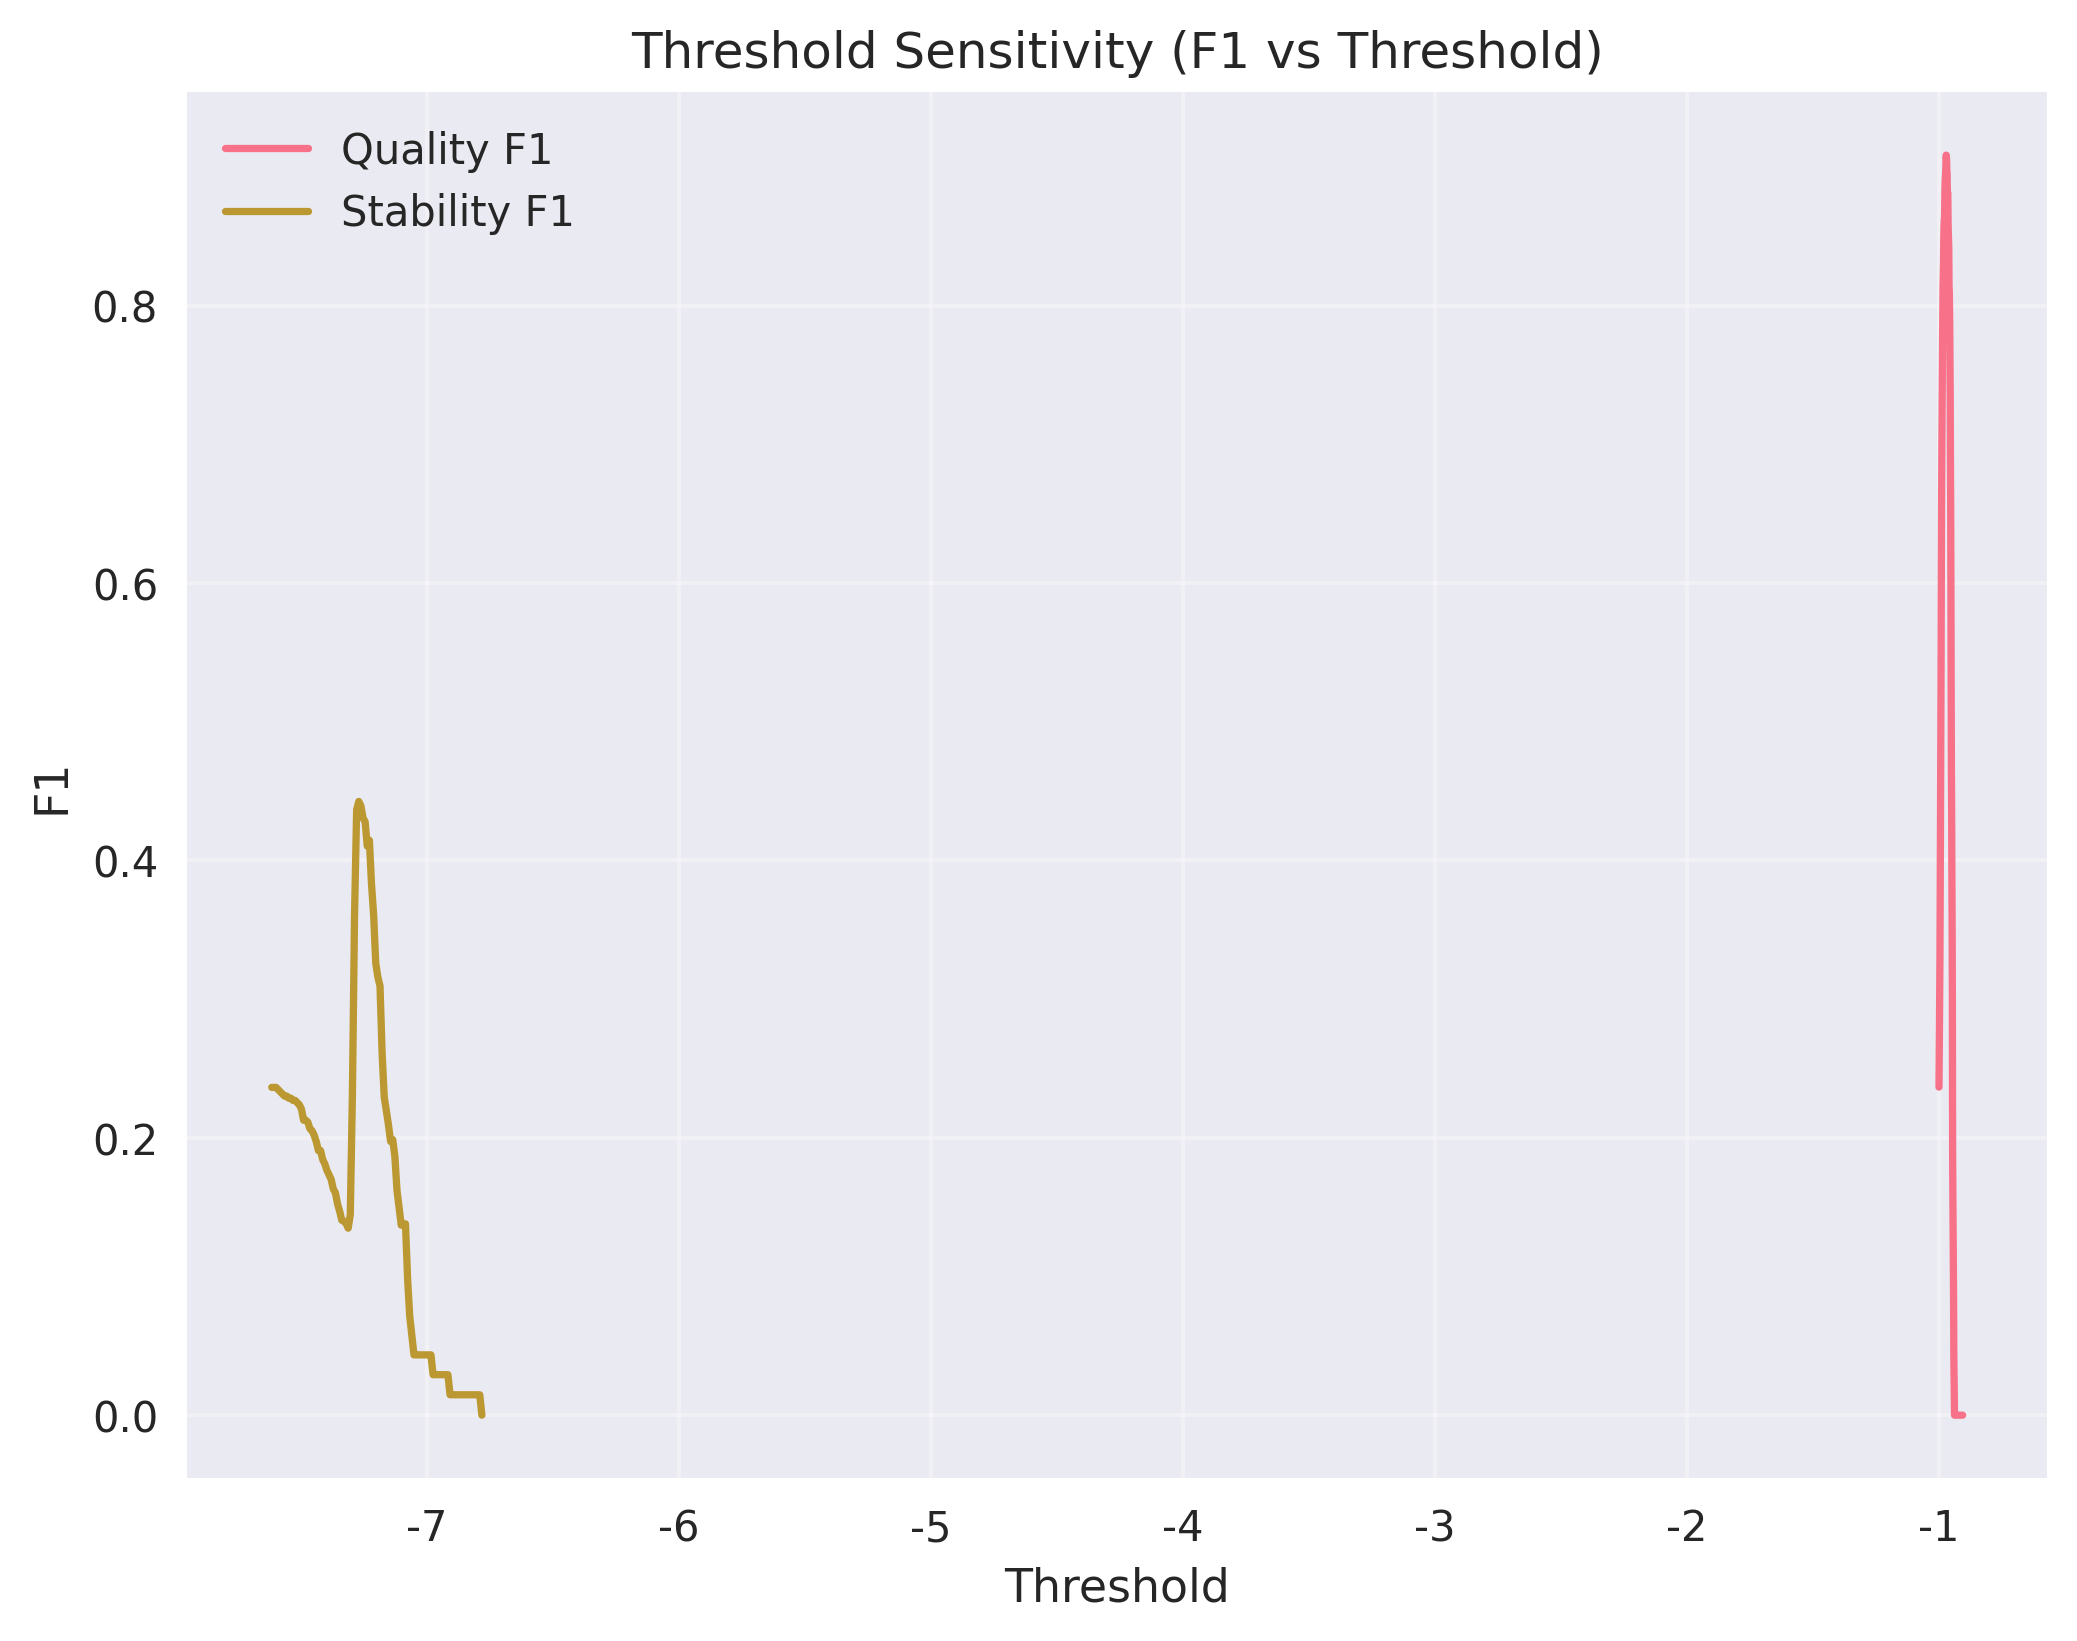 Threshold Sensitivity (F1 vs Threshold)
Quality F1
Stability F1
F1
0.8
0.6
0.4
0.2
0.0
-7 -6 -5 -4 -3 -2 -1
Threshold